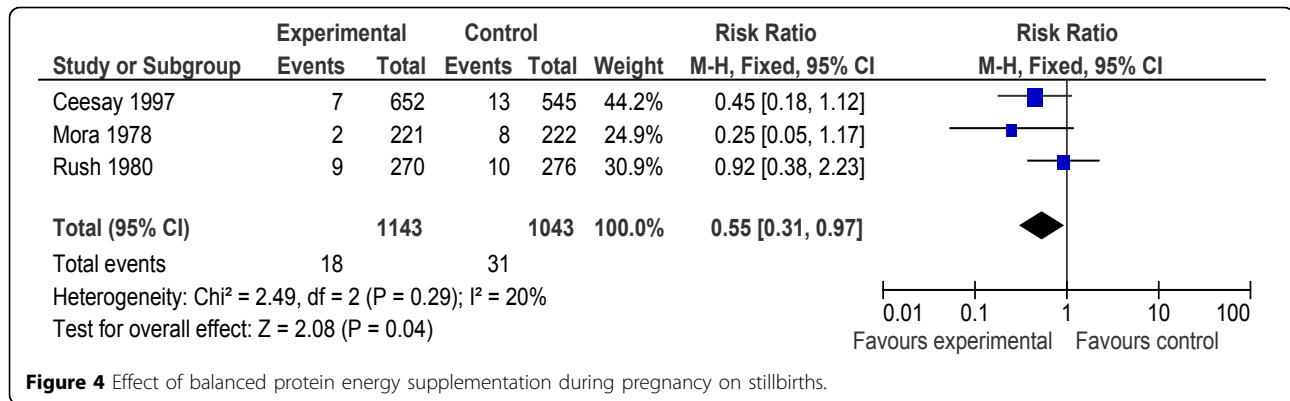 Experimental Control Risk Ratio Risk Ratio
Study or Subgroup Events Total Events Total Weight M-H, Fixed, 95% CI M-H, Fixed, 95% CI
Ceesay 1997 7 652 13 545 44.2% 0.45 [0.18, 1.12]
Mora 1978 2 221 8 222 24.9% 0.25 [0.05, 1.17]
Rush 1980 9 270 10 276 30.9% 0.92 [0.38, 2.23]
Total (95% CI) 1143 1043 100.0% 0.55 [0.31, 0.97]
Total events 18 31
Heterogeneity: Chi² = 2.49, df = 2 (P = 0.29); I² = 20%
Test for overall effect: Z = 2.08 (P = 0.04)
0.01 0.1 1 10 100
Favours experimental Favours control
Figure 4 Effect of balanced protein energy supplementation during pregnancy on stillbirths.